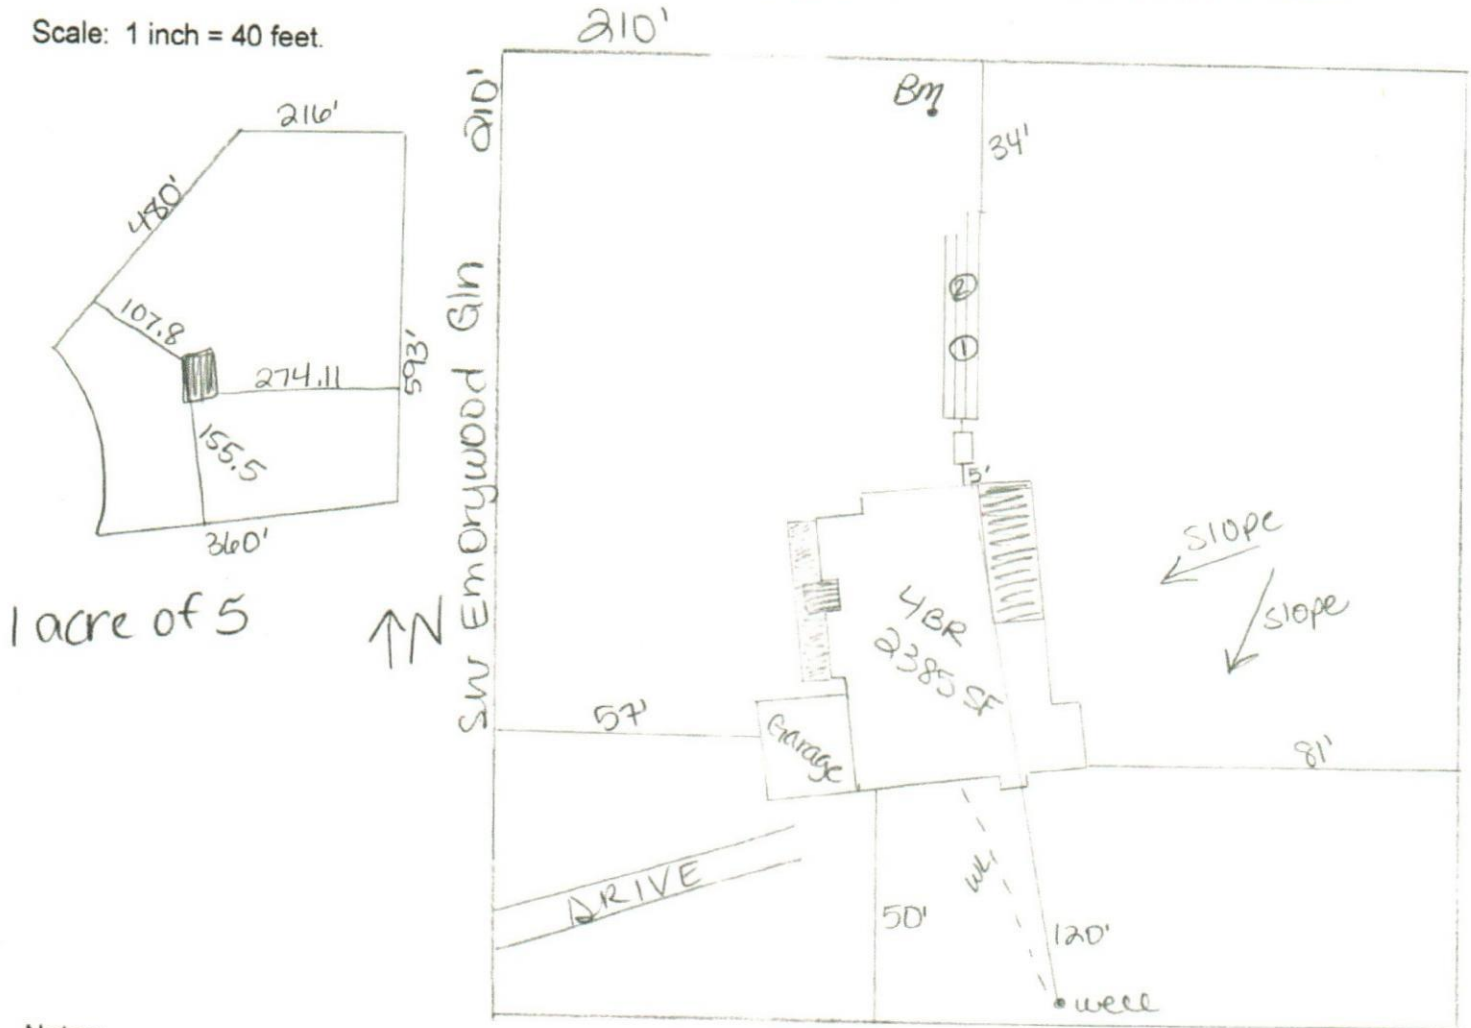 Scale: 1 inch = 40 feet.
210'
210'
Bm
34'
216'
480'
107.8
274.11
593'
155.5
360'
1 acre of 5
↑N
SW Emorywood Gln
2
1
5'
slope
slope
4BR
2385 SF
57'
Garage
81'
DRIVE
WL
50'
120'
well